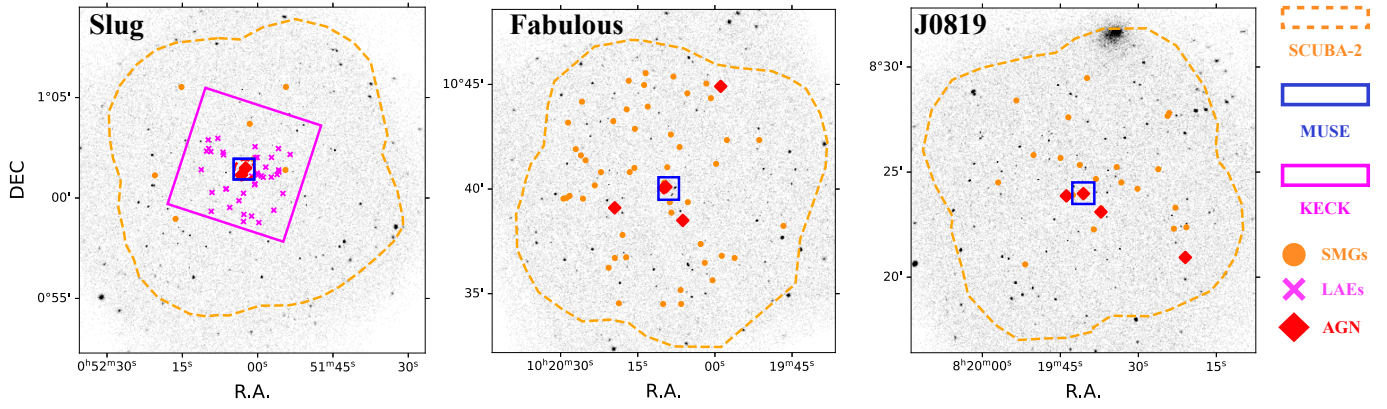 Slug
Fabulous
J0819
SCUBA-2
MUSE
KECK
SMGs
LAEs
AGN
DEC
1°05'
00'
0°55'
0ʰ52ᵐ30ˢ
15ˢ
00ˢ
51ᵐ45ˢ
30ˢ
R.A.
10°45'
40'
35'
10ʰ20ᵐ30ˢ
15ˢ
00ˢ
19ᵐ45ˢ
R.A.
8°30'
25'
20'
8ʰ20ᵐ00ˢ
19ᵐ45ˢ
30ˢ
15ˢ
R.A.